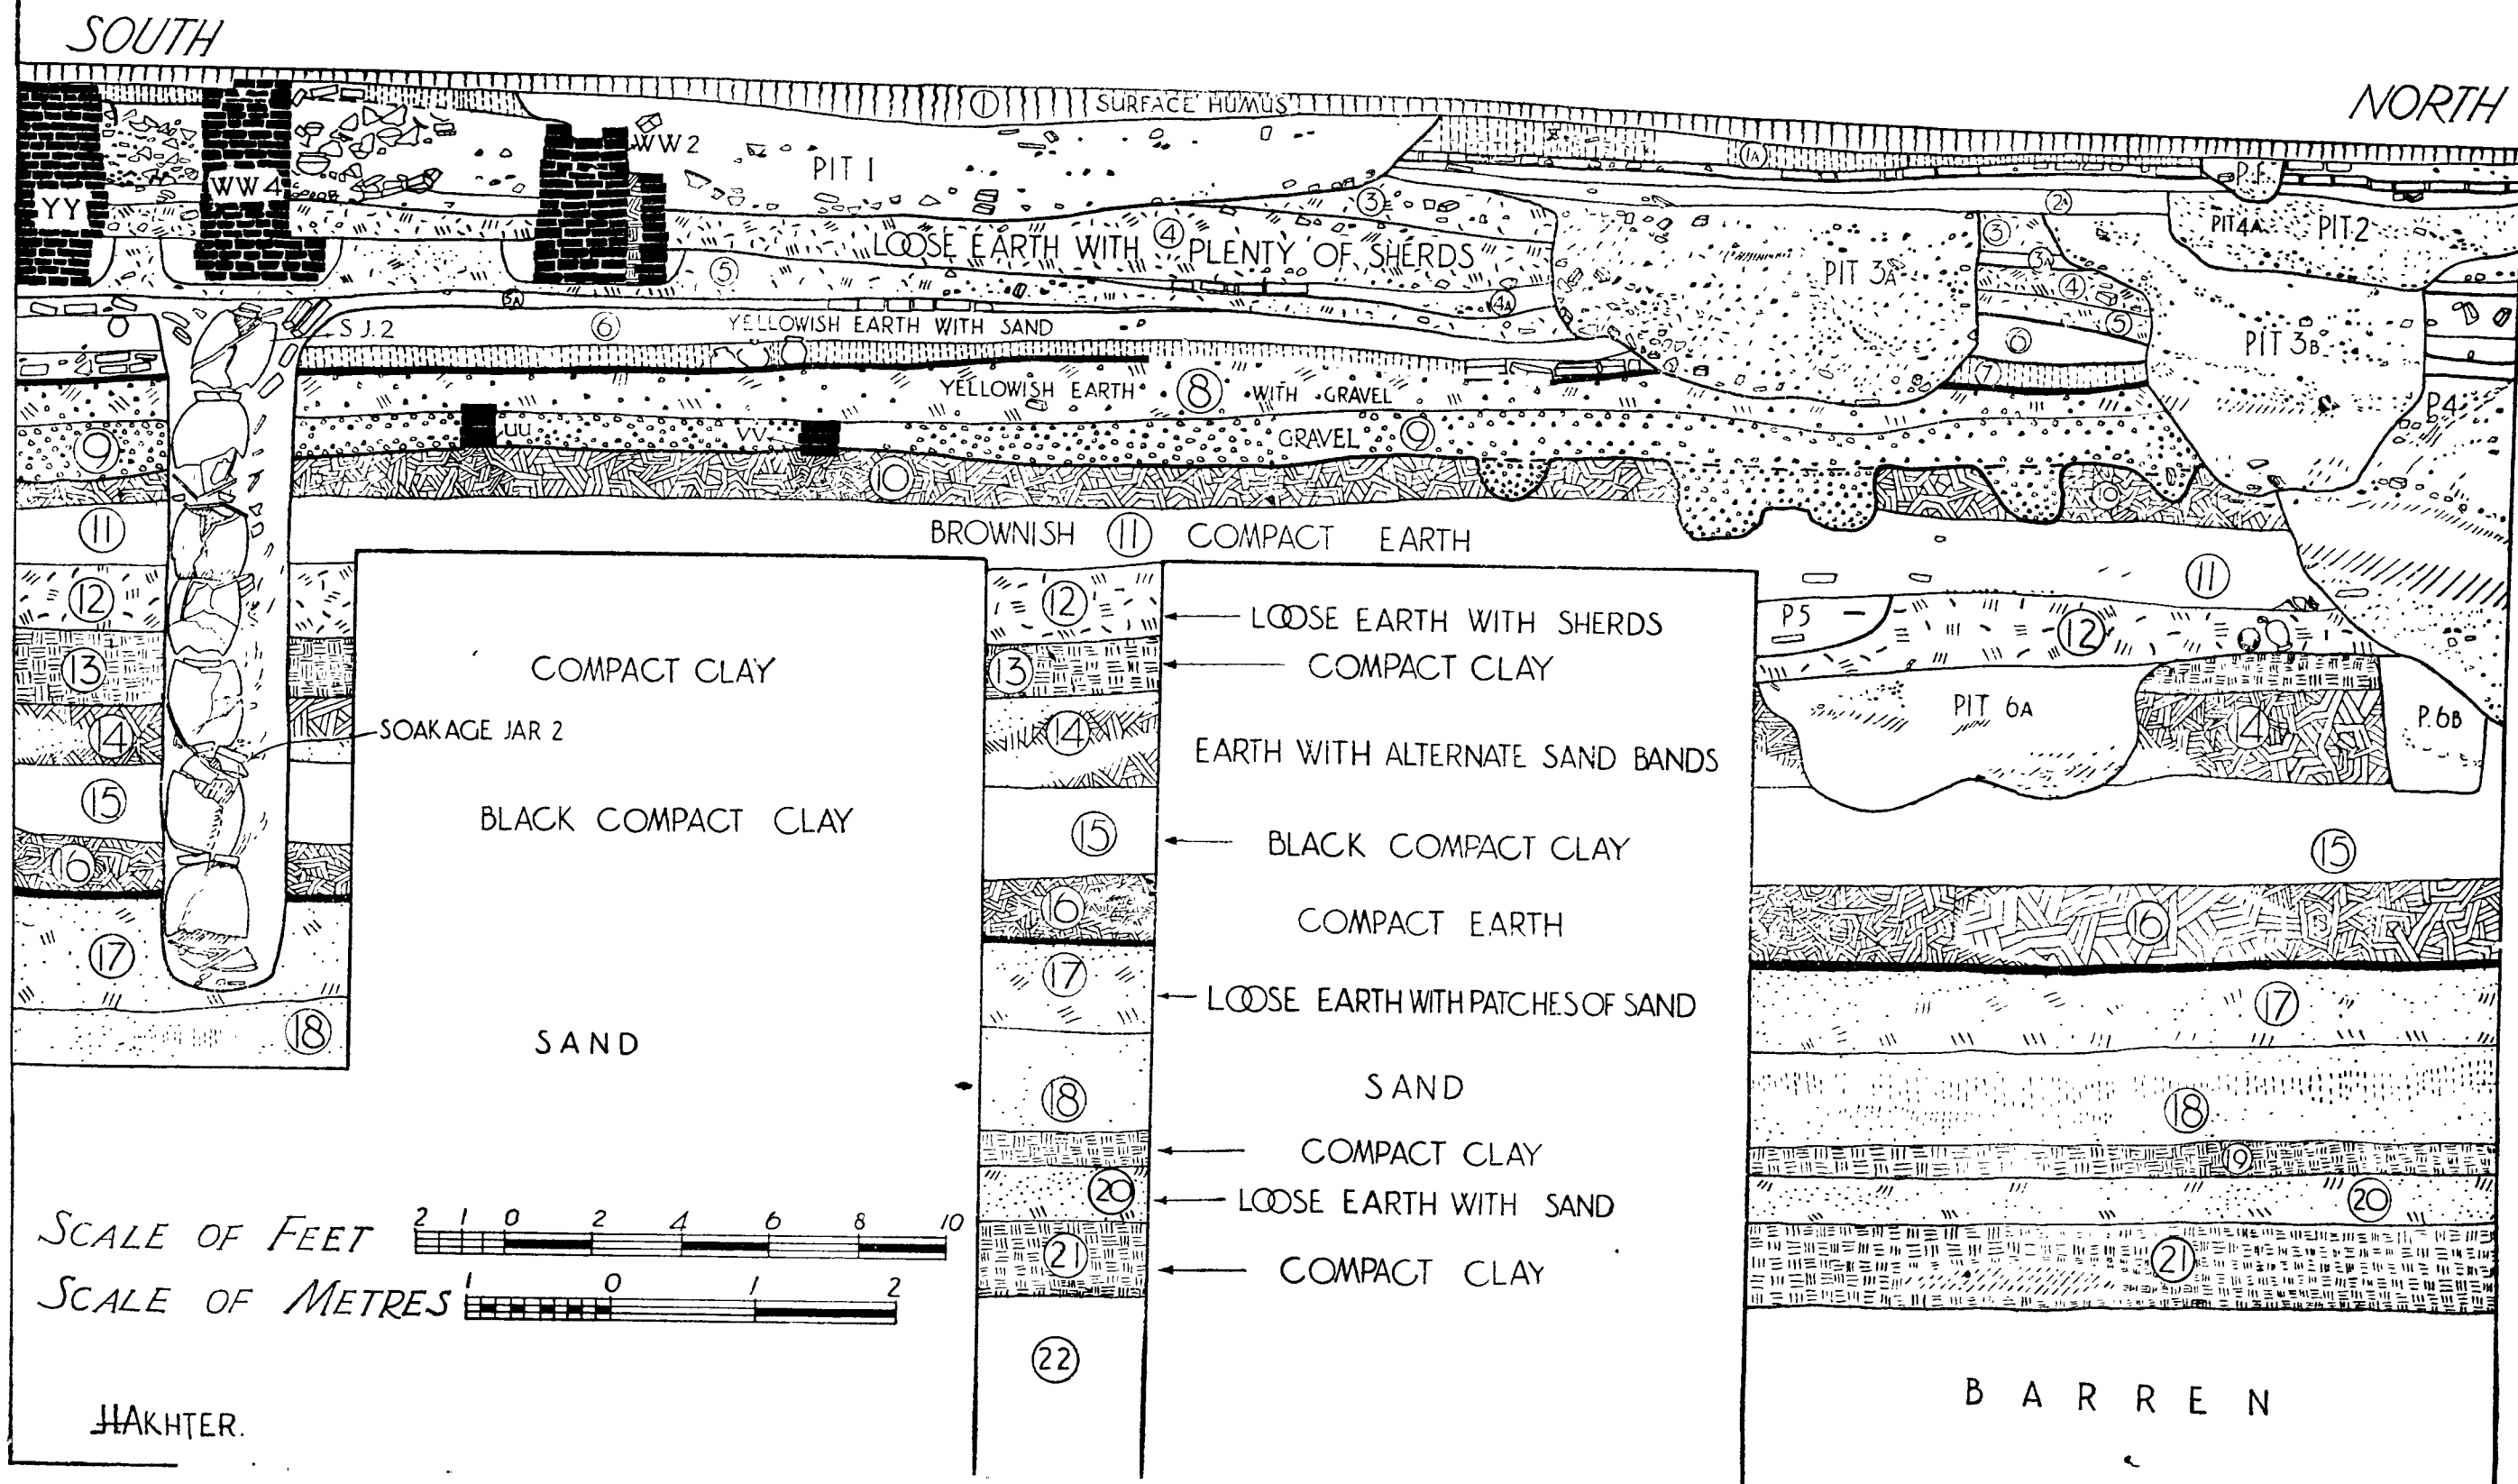 SOUTH
NORTH
① SURFACE HUMUS
1A
P.1
WW 2
PIT 1
WW 4
YY
③
2A
PIT 4A
PIT 2
LOOSE EARTH WITH ④ PLENTY OF SHERDS
③
3A
PIT 3A
⑤
④
3A
4A
⑤
S J. 2
⑥
YELLOWISH EARTH WITH SAND
⑥
PIT 3B
⑦
YELLOWISH EARTH ⑧ WITH GRAVEL
P4
UU
VV
GRAVEL ⑨
⑨
⑩
10
⑪
BROWNISH ⑪ COMPACT EARTH
⑪
⑫
⑫
LOOSE EARTH WITH SHERDS
P5
⑫
⑬
COMPACT CLAY
⑬
COMPACT CLAY
PIT 6A
P. 6B
⑭
SOAKAGE JAR 2
⑭
EARTH WITH ALTERNATE SAND BANDS
⑭
⑮
BLACK COMPACT CLAY
⑮
BLACK COMPACT CLAY
⑮
⑯
⑯
COMPACT EARTH
⑯
⑰
⑰
LOOSE EARTH WITH PATCHES OF SAND
⑰
⑱
SAND
⑱
SAND
⑱
COMPACT CLAY
⑲
⑳
LOOSE EARTH WITH SAND
⑳
SCALE OF FEET 2 1 0 2 4 6 8 10
㉑
COMPACT CLAY
㉑
SCALE OF METRES 1 0 1 2
㉒
BARREN
HAKHTER.